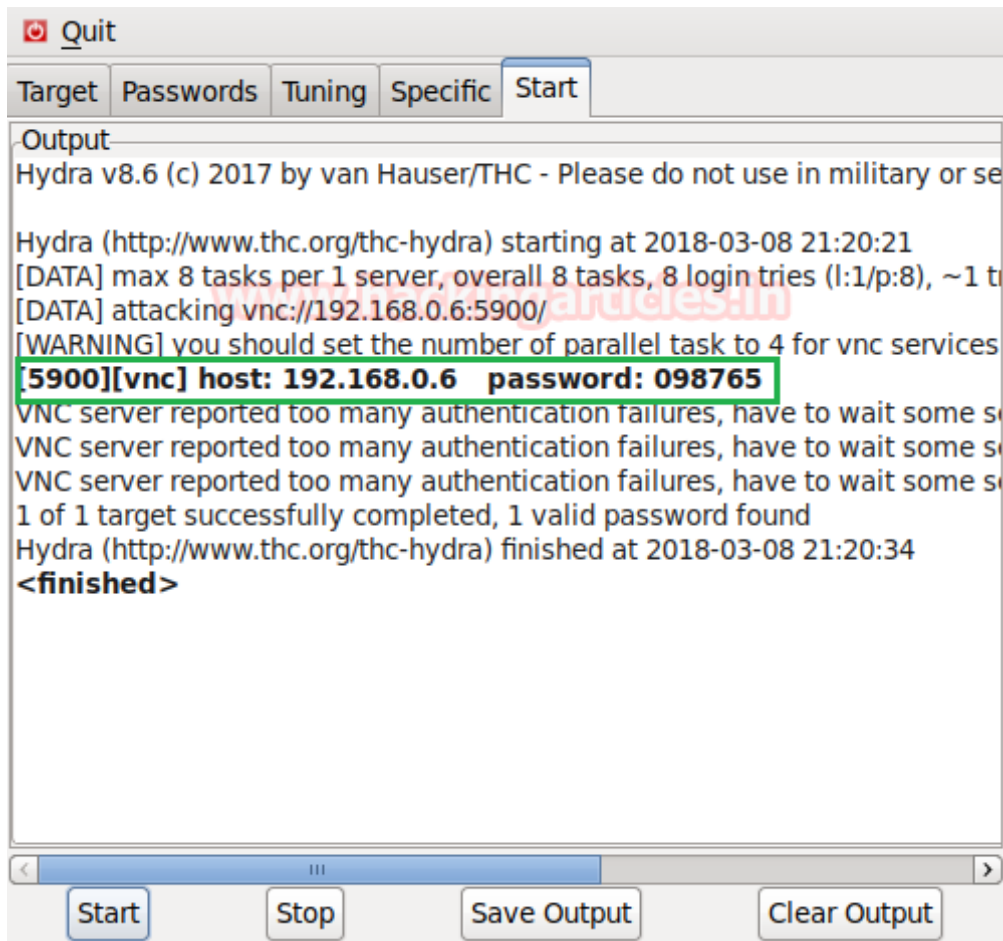 Quit
Target Passwords Tuning Specific Start
Output
Hydra v8.6 (c) 2017 by van Hauser/THC - Please do not use in military or se
Hydra (http://www.thc.org/thc-hydra) starting at 2018-03-08 21:20:21
[DATA] max 8 tasks per 1 server, overall 8 tasks, 8 login tries (l:1/p:8), ~1 t
www.hackingarticles.in
[DATA] attacking vnc://192.168.0.6:5900/
[WARNING] you should set the number of parallel task to 4 for vnc services
[5900][vnc] host: 192.168.0.6 password: 098765
VNC server reported too many authentication failures, have to wait some s
VNC server reported too many authentication failures, have to wait some s
VNC server reported too many authentication failures, have to wait some s
1 of 1 target successfully completed, 1 valid password found
Hydra (http://www.thc.org/thc-hydra) finished at 2018-03-08 21:20:34
<finished>
Start Stop Save Output Clear Output